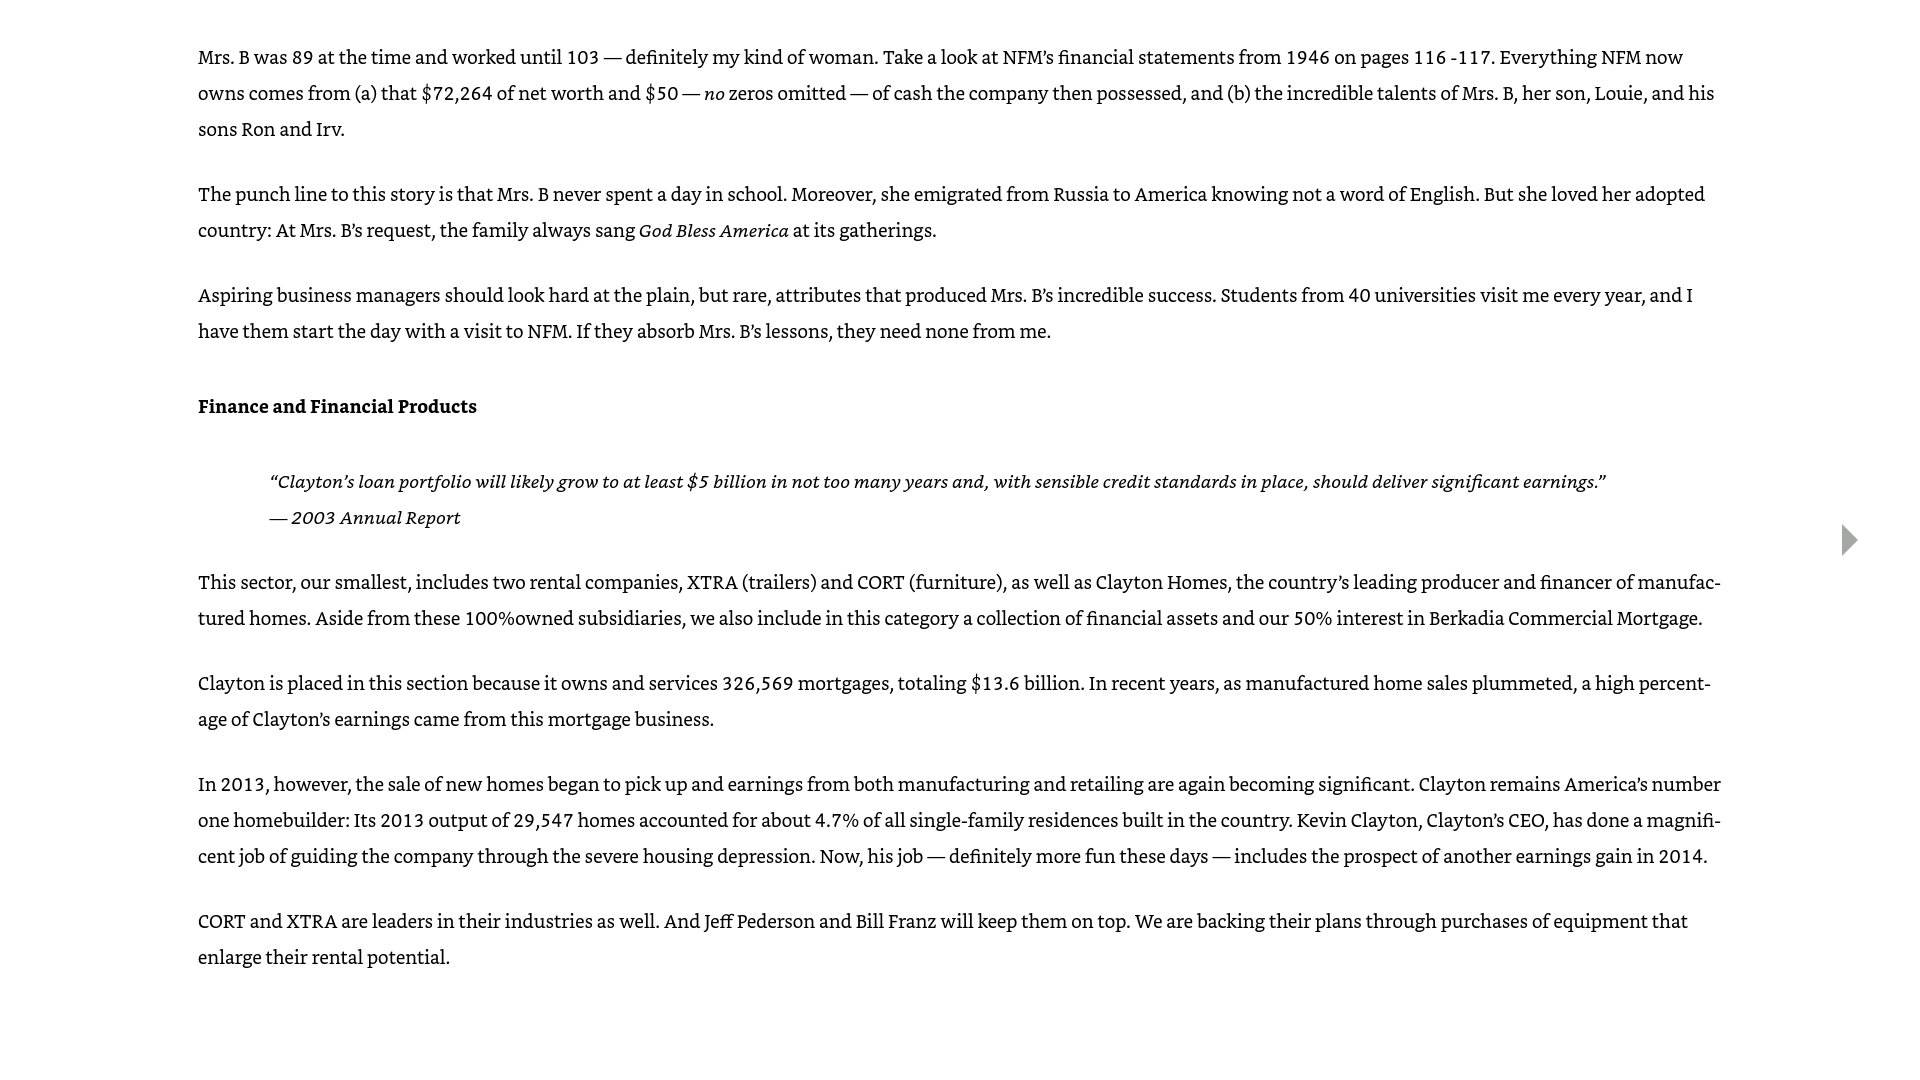 Mrs. B was 89 at the time and worked until 103 — definitely my kind of woman. Take a look at NFM’s financial statements from 1946 on pages 116 -117. Everything NFM now
owns comes from (a) that $72,264 of net worth and $50 — no zeros omitted — of cash the company then possessed, and (b) the incredible talents of Mrs. B, her son, Louie, and his
sons Ron and Irv.
The punch line to this story is that Mrs. B never spent a day in school. Moreover, she emigrated from Russia to America knowing not a word of English. But she loved her adopted
country: At Mrs. B’s request, the family always sang God Bless America at its gatherings.
Aspiring business managers should look hard at the plain, but rare, attributes that produced Mrs. B’s incredible success. Students from 40 universities visit me every year, and I
have them start the day with a visit to NFM. If they absorb Mrs. B’s lessons, they need none from me.
Finance and Financial Products
“Clayton’s loan portfolio will likely grow to at least $5 billion in not too many years and, with sensible credit standards in place, should deliver significant earnings.”
— 2003 Annual Report
This sector, our smallest, includes two rental companies, XTRA (trailers) and CORT (furniture), as well as Clayton Homes, the country’s leading producer and financer of manufac-
tured homes. Aside from these 100%owned subsidiaries, we also include in this category a collection of financial assets and our 50% interest in Berkadia Commercial Mortgage.
Clayton is placed in this section because it owns and services 326,569 mortgages, totaling $13.6 billion. In recent years, as manufactured home sales plummeted, a high percent-
age of Clayton’s earnings came from this mortgage business.
In 2013, however, the sale of new homes began to pick up and earnings from both manufacturing and retailing are again becoming significant. Clayton remains America’s number
one homebuilder: Its 2013 output of 29,547 homes accounted for about 4.7% of all single-family residences built in the country. Kevin Clayton, Clayton’s CEO, has done a magnifi-
cent job of guiding the company through the severe housing depression. Now, his job — definitely more fun these days — includes the prospect of another earnings gain in 2014.
CORT and XTRA are leaders in their industries as well. And Jeff Pederson and Bill Franz will keep them on top. We are backing their plans through purchases of equipment that
enlarge their rental potential.